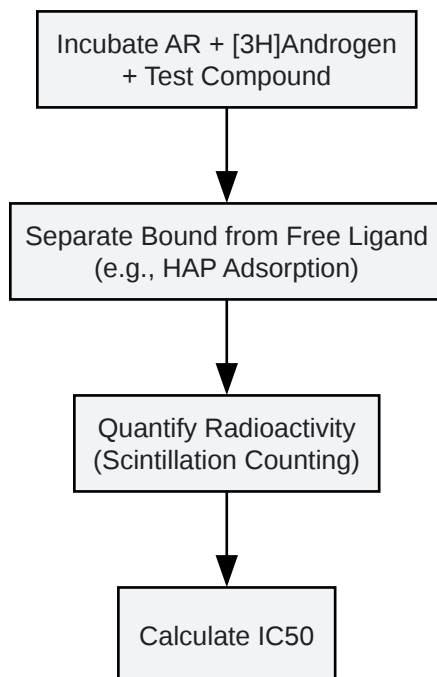 Incubate AR + [3H]Androgen
+ Test Compound
Separate Bound from Free Ligand
(e.g., HAP Adsorption)
Quantify Radioactivity
(Scintillation Counting)
Calculate IC50